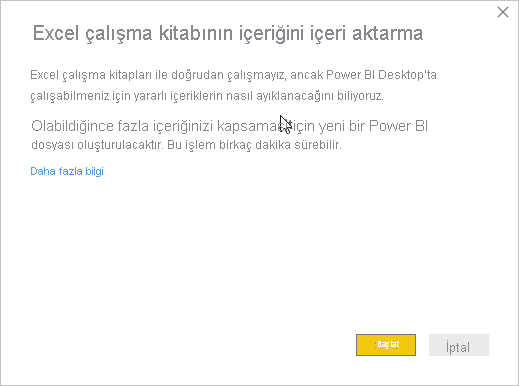 Excel çalışma kitabının içeriğini içeri aktarma
Excel çalışma kitapları ile doğrudan çalışmayız, ancak Power BI Desktop'ta
çalışabilmeniz için yararlı içeriklerin nasıl ayıklanacağını biliyoruz.
Olabildiğince fazla içeriğinizi kapsamas için yeni bir Power BI
dosyası oluşturulacaktır. Bu işlem birkaç dakika sürebilir.
Daha fazla bilgi
Başlat
İptal